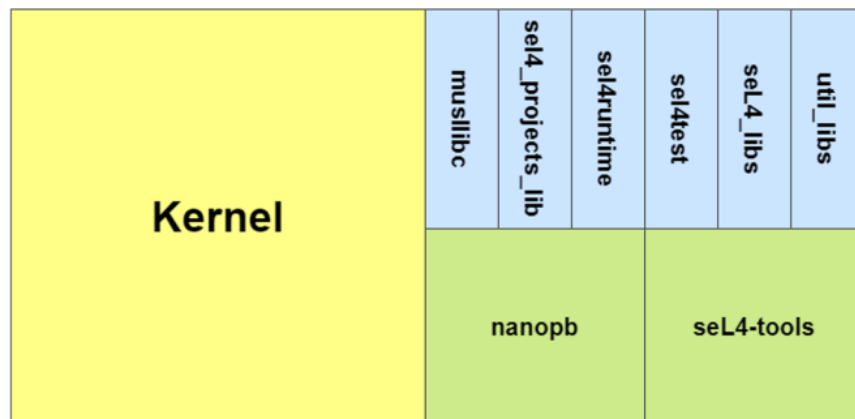 Kernel
musllibc
sel4_projects_lib
sel4runtime
sel4test
seL4_libs
util_libs
nanopb
seL4-tools